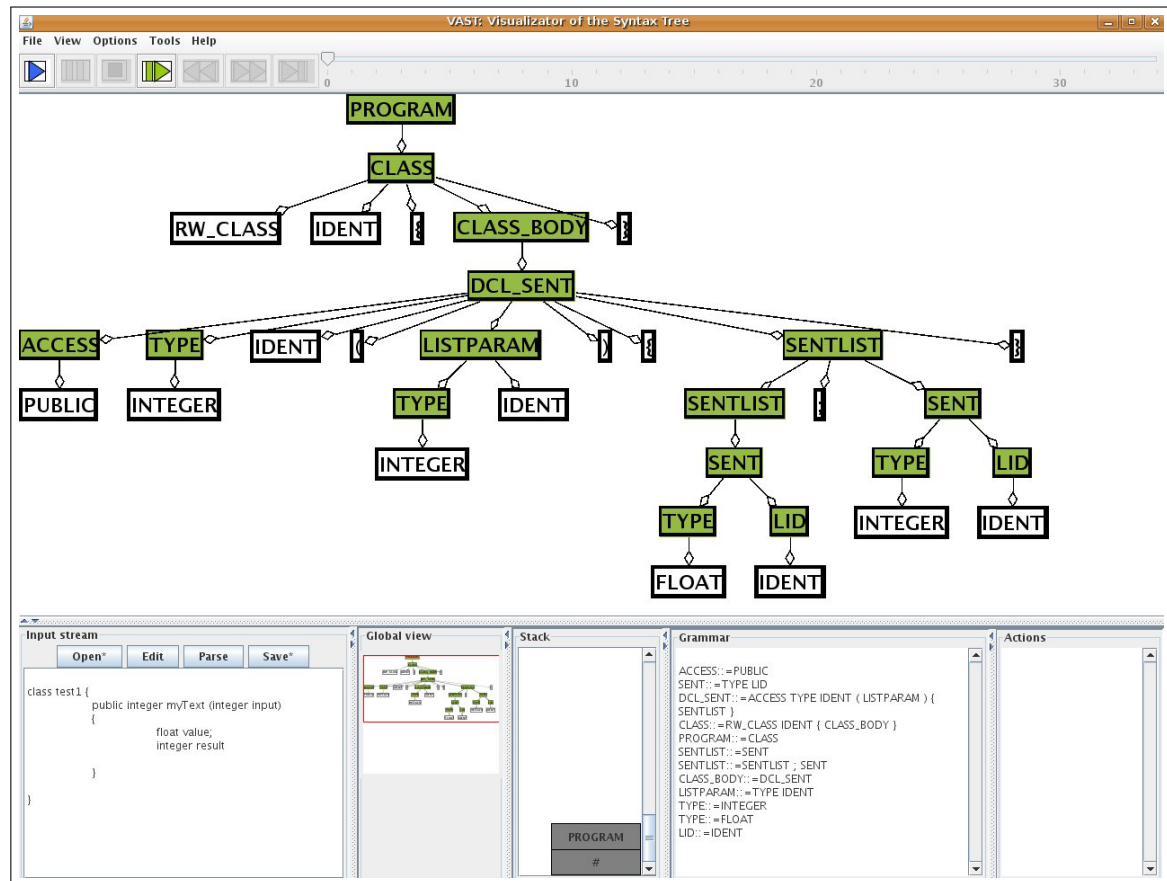 VAST: Visualizator of the Syntax Tree
File View Options Tools Help
0 10 20 30
PROGRAM
CLASS
RW_CLASS IDENT { CLASS_BODY }
DCL_SENT
ACCESS TYPE IDENT ( LISTPARAM ) { SENTLIST }
PUBLIC INTEGER TYPE IDENT SENTLIST ; SENT
INTEGER SENT TYPE LID
TYPE LID INTEGER IDENT
FLOAT IDENT
Input stream
Open* Edit Parse Save*
class test1 {
public integer myText (integer input)
{
float value;
integer result
}
}
Global view
Stack
PROGRAM
#
Grammar
ACCESS::=PUBLIC
SENT::=TYPE LID
DCL_SENT::=ACCESS TYPE IDENT ( LISTPARAM ) {
SENTLIST }
CLASS::=RW_CLASS IDENT { CLASS_BODY }
PROGRAM::=CLASS
SENTLIST::=SENT
SENTLIST::=SENTLIST ; SENT
CLASS_BODY::=DCL_SENT
LISTPARAM::=TYPE IDENT
TYPE::=INTEGER
TYPE::=FLOAT
LID::=IDENT
Actions